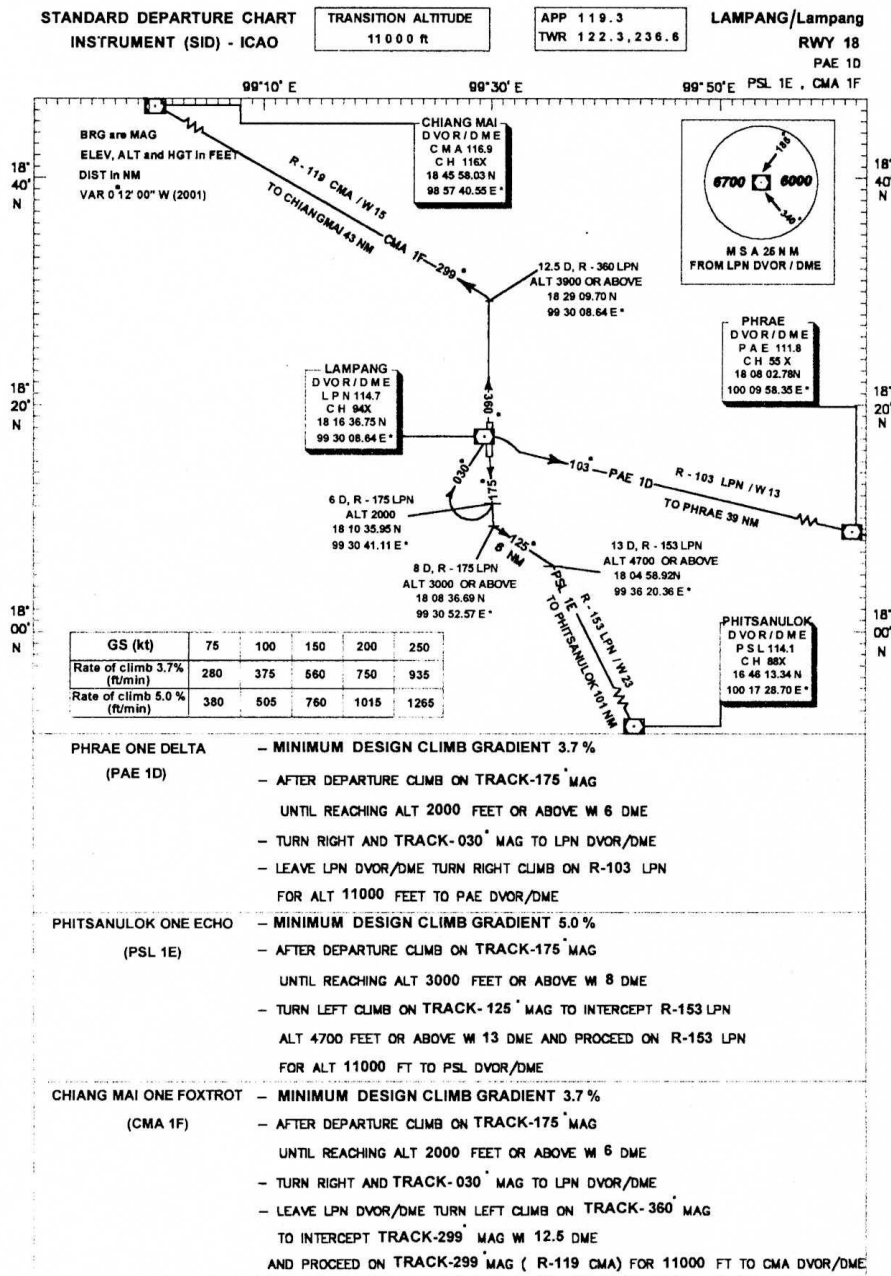 STANDARD DEPARTURE CHART
INSTRUMENT (SID) - ICAO
TRANSITION ALTITUDE
11000 ft
APP 119.3
TWR 122.3,236.6
LAMPANG/Lampang
RWY 18
PAE 1D
PSL 1E , CMA 1F
99°10' E
99°30' E
99°50' E
BRG are MAG
ELEV, ALT and HGT in FEET
DIST in NM
VAR 0°12' 00" W (2001)
CHIANG MAI
DVOR/DME
CMA 116.9
CH 116X
18 45 58.03 N
98 57 40.55 E*
18°
40'
N
18°
40'
N
R - 119 CMA / W15
TO CHIANGMAI 43 NM
CMA 1F
299°
185°
6700
6000
340°
MSA 25 NM
FROM LPN DVOR / DME
12.5 D, R - 360 LPN
ALT 3900 OR ABOVE
18 29 09.70 N
99 30 08.64 E*
PHRAE
DVOR/DME
PAE 111.8
CH 55 X
18 08 02.78N
100 09 58.35 E*
LAMPANG
DVOR/DME
LPN 114.7
CH 94X
18 16 36.75 N
99 30 08.64 E*
18°
20'
N
18°
20'
N
360°
030°
175°
103°
PAE 1D
R - 103 LPN / W13
TO PHRAE 39 NM
6 D, R - 175 LPN
ALT 2000
18 10 35.95 N
99 30 41.11 E*
8 D, R - 175 LPN
ALT 3000 OR ABOVE
18 08 36.69 N
99 30 52.57 E*
125°
6 NM
13 D, R - 153 LPN
ALT 4700 OR ABOVE
18 04 58.92N
99 36 20.36 E*
PSL 1E
R - 153 LPN / W23
TO PHITSANULOK 101 NM
18°
00'
N
18°
00'
N
PHITSANULOK
DVOR/DME
PSL 114.1
CH 88X
16 46 13.34 N
100 17 28.70 E*
GS (kt) 75 100 150 200 250
Rate of climb 3.7% (ft/min) 280 375 560 750 935
Rate of climb 5.0 % (ft/min) 380 505 760 1015 1265
PHRAE ONE DELTA
(PAE 1D)
– MINIMUM DESIGN CLIMB GRADIENT 3.7 %
– AFTER DEPARTURE CLIMB ON TRACK-175° MAG
UNTIL REACHING ALT 2000 FEET OR ABOVE WI 6 DME
– TURN RIGHT AND TRACK-030° MAG TO LPN DVOR/DME
– LEAVE LPN DVOR/DME TURN RIGHT CLIMB ON R-103 LPN
FOR ALT 11000 FEET TO PAE DVOR/DME
PHITSANULOK ONE ECHO
(PSL 1E)
– MINIMUM DESIGN CLIMB GRADIENT 5.0 %
– AFTER DEPARTURE CLIMB ON TRACK-175° MAG
UNTIL REACHING ALT 3000 FEET OR ABOVE WI 8 DME
– TURN LEFT CLIMB ON TRACK-125° MAG TO INTERCEPT R-153 LPN
ALT 4700 FEET OR ABOVE WI 13 DME AND PROCEED ON R-153 LPN
FOR ALT 11000 FT TO PSL DVOR/DME
CHIANG MAI ONE FOXTROT
(CMA 1F)
– MINIMUM DESIGN CLIMB GRADIENT 3.7 %
– AFTER DEPARTURE CLIMB ON TRACK-175° MAG
UNTIL REACHING ALT 2000 FEET OR ABOVE WI 6 DME
– TURN RIGHT AND TRACK-030° MAG TO LPN DVOR/DME
– LEAVE LPN DVOR/DME TURN LEFT CLIMB ON TRACK-360° MAG
TO INTERCEPT TRACK-299° MAG WI 12.5 DME
AND PROCEED ON TRACK-299° MAG ( R-119 CMA) FOR 11000 FT TO CMA DVOR/DME